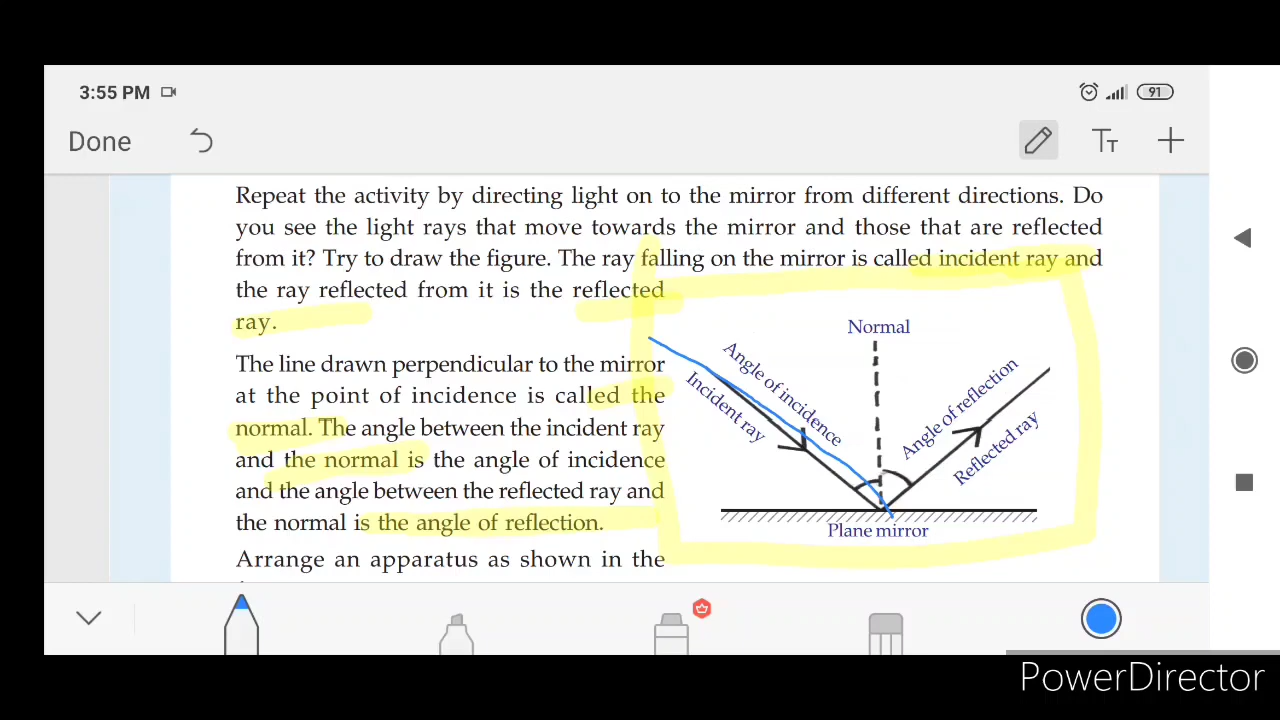 3:55 PM
91
Done
TT
Repeat the activity by directing light on to the mirror from different directions. Do
you see the light rays that move towards the mirror and those that are reflected
from it? Try to draw the figure. The ray falling on the mirror is called incident ray and
the ray reflected from it is the reflected
ray.
The line drawn perpendicular to the mirror
at the point of incidence is called the
normal. The angle between the incident ray
and the normal is the angle of incidence
and the angle between the reflected ray and
the normal is the angle of reflection.
Arrange an apparatus as shown in the
Normal
Angle of incidence
Incident ray
Angle of reflection
Reflected ray
Plane mirror
PowerDirector